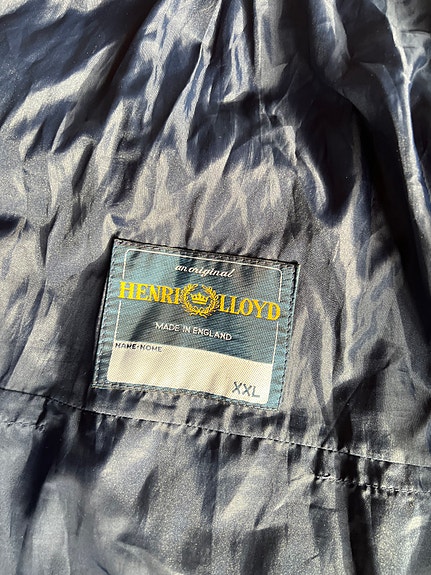 an original
HENRI LLOYD
MADE IN ENGLAND
NAME-NOME
XXL